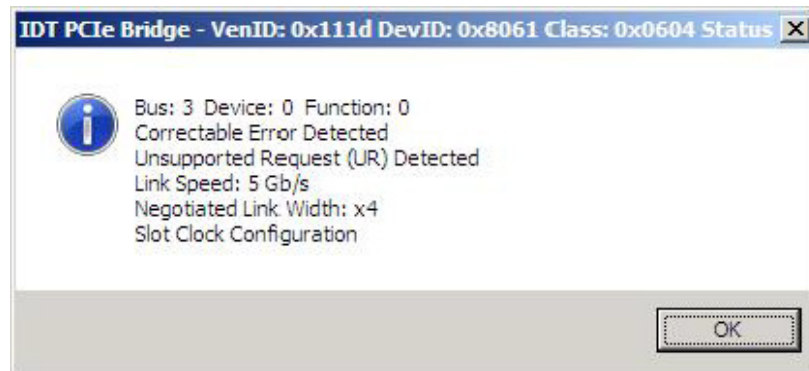 IDT PCIe Bridge - VenID: 0x111d DevID: 0x8061 Class: 0x0604 Status
Bus: 3 Device: 0 Function: 0
Correctable Error Detected
Unsupported Request (UR) Detected
Link Speed: 5 Gb/s
Negotiated Link Width: x4
Slot Clock Configuration
OK